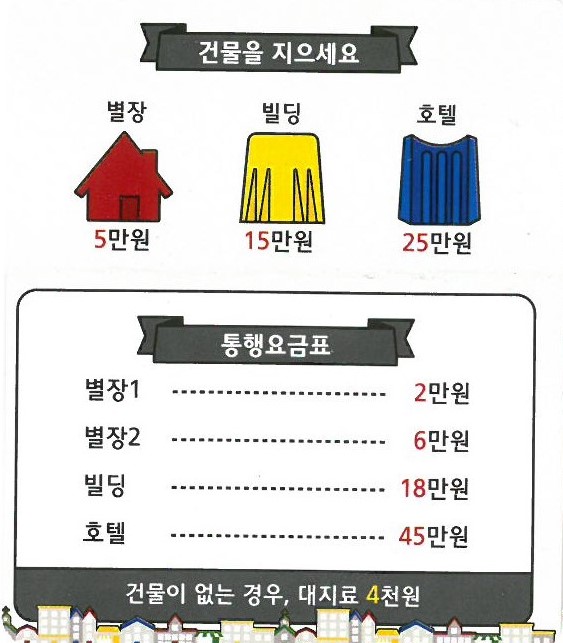 건물을 지으세요
별장 빌딩 호텔
5만원 15만원 25만원
통행요금표
별장1 2만원
별장2 6만원
빌딩 18만원
호텔 45만원
건물이 없는 경우, 대지료 4천원